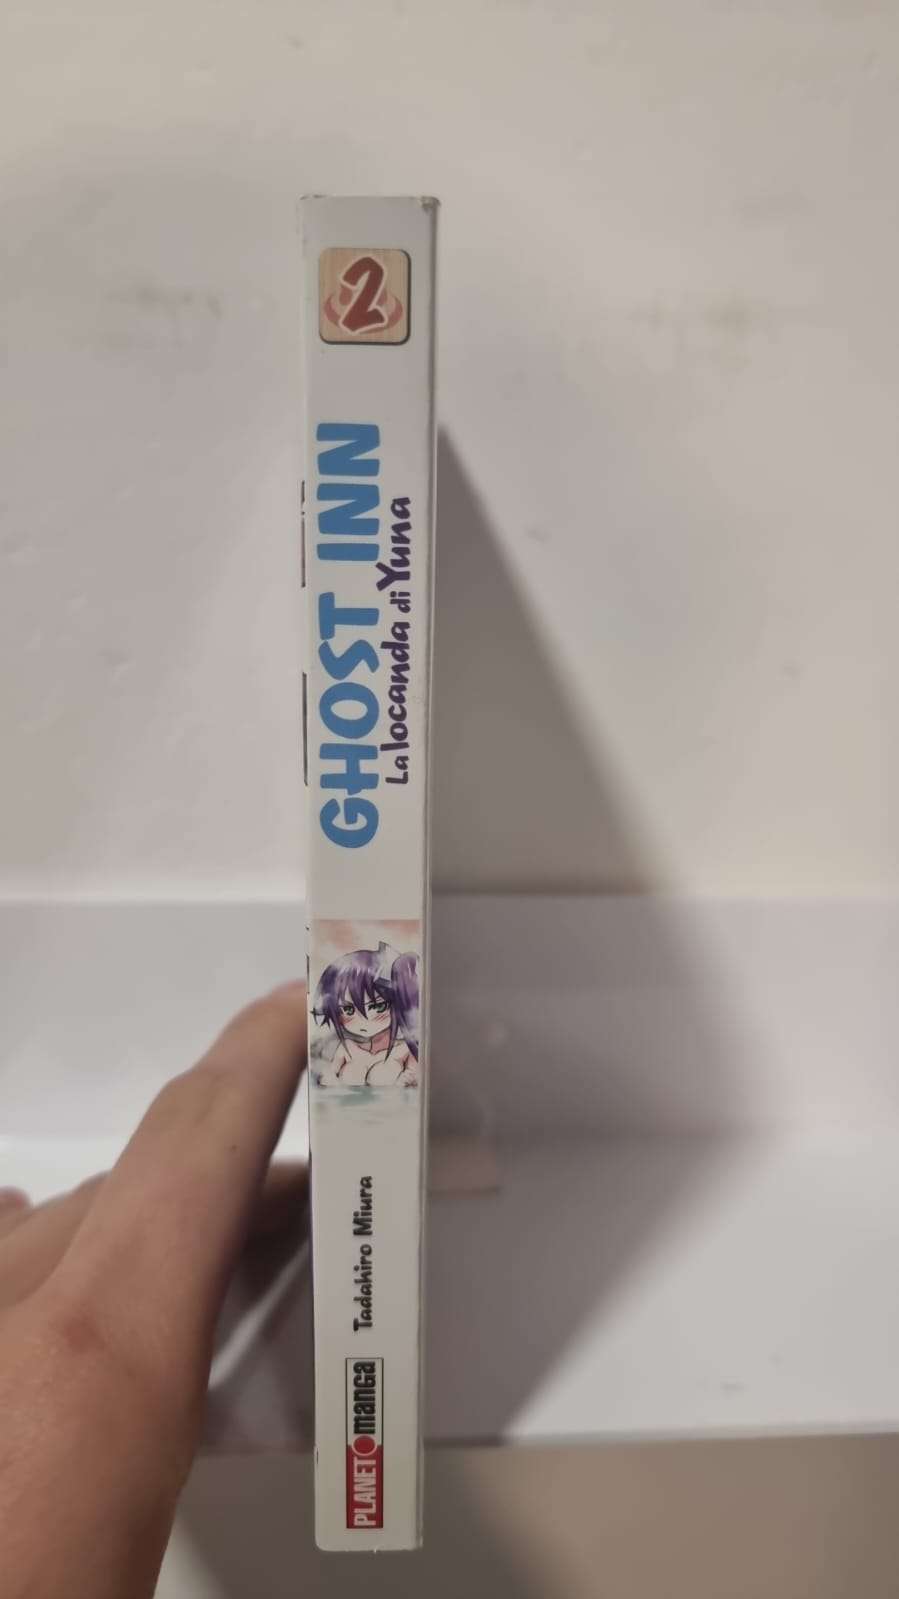 2
GHOST INN
La locanda di Yuna
Tadahiro Miura
PLANET manga